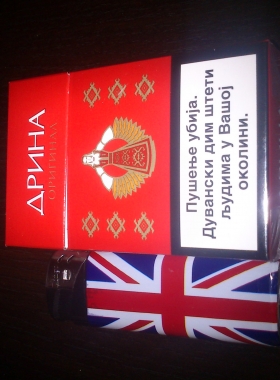 ДРИНА
ОРИГИНАЛ
Пушење убија.
Дувански дим штети
људима у Вашој
околини.